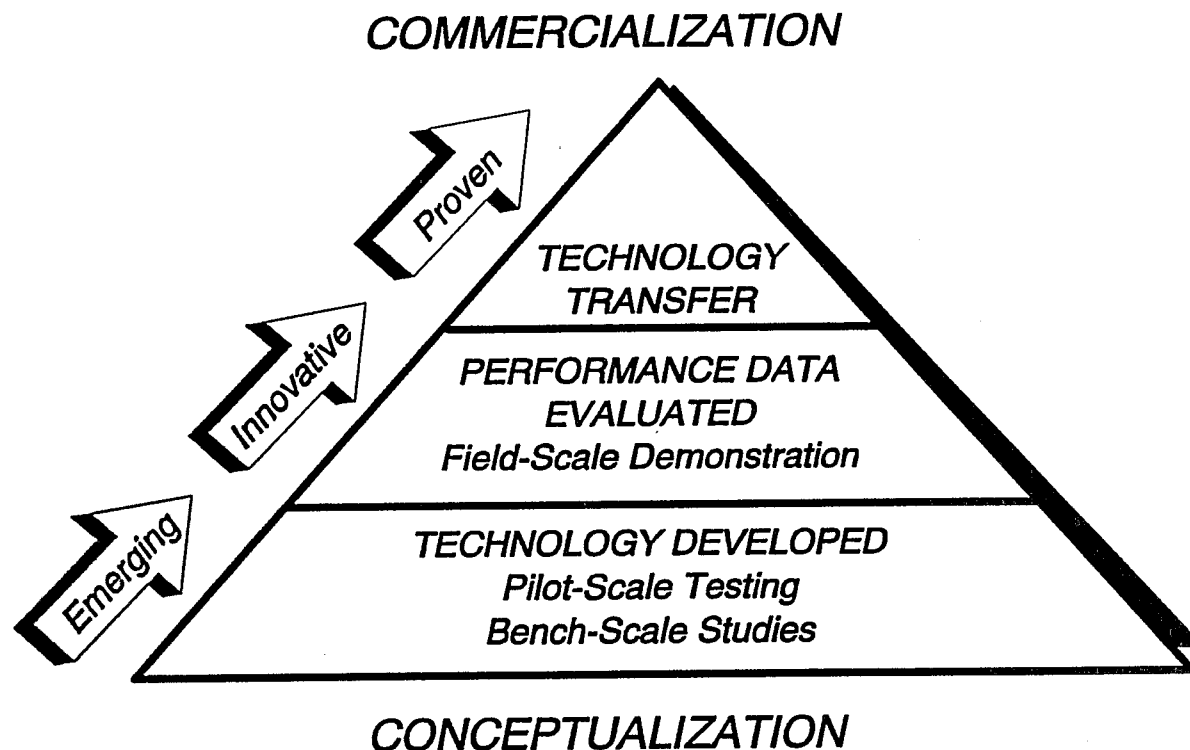 COMMERCIALIZATION
Proven
TECHNOLOGY
TRANSFER
Innovative
PERFORMANCE DATA
EVALUATED
Field-Scale Demonstration
Emerging
TECHNOLOGY DEVELOPED
Pilot-Scale Testing
Bench-Scale Studies
CONCEPTUALIZATION